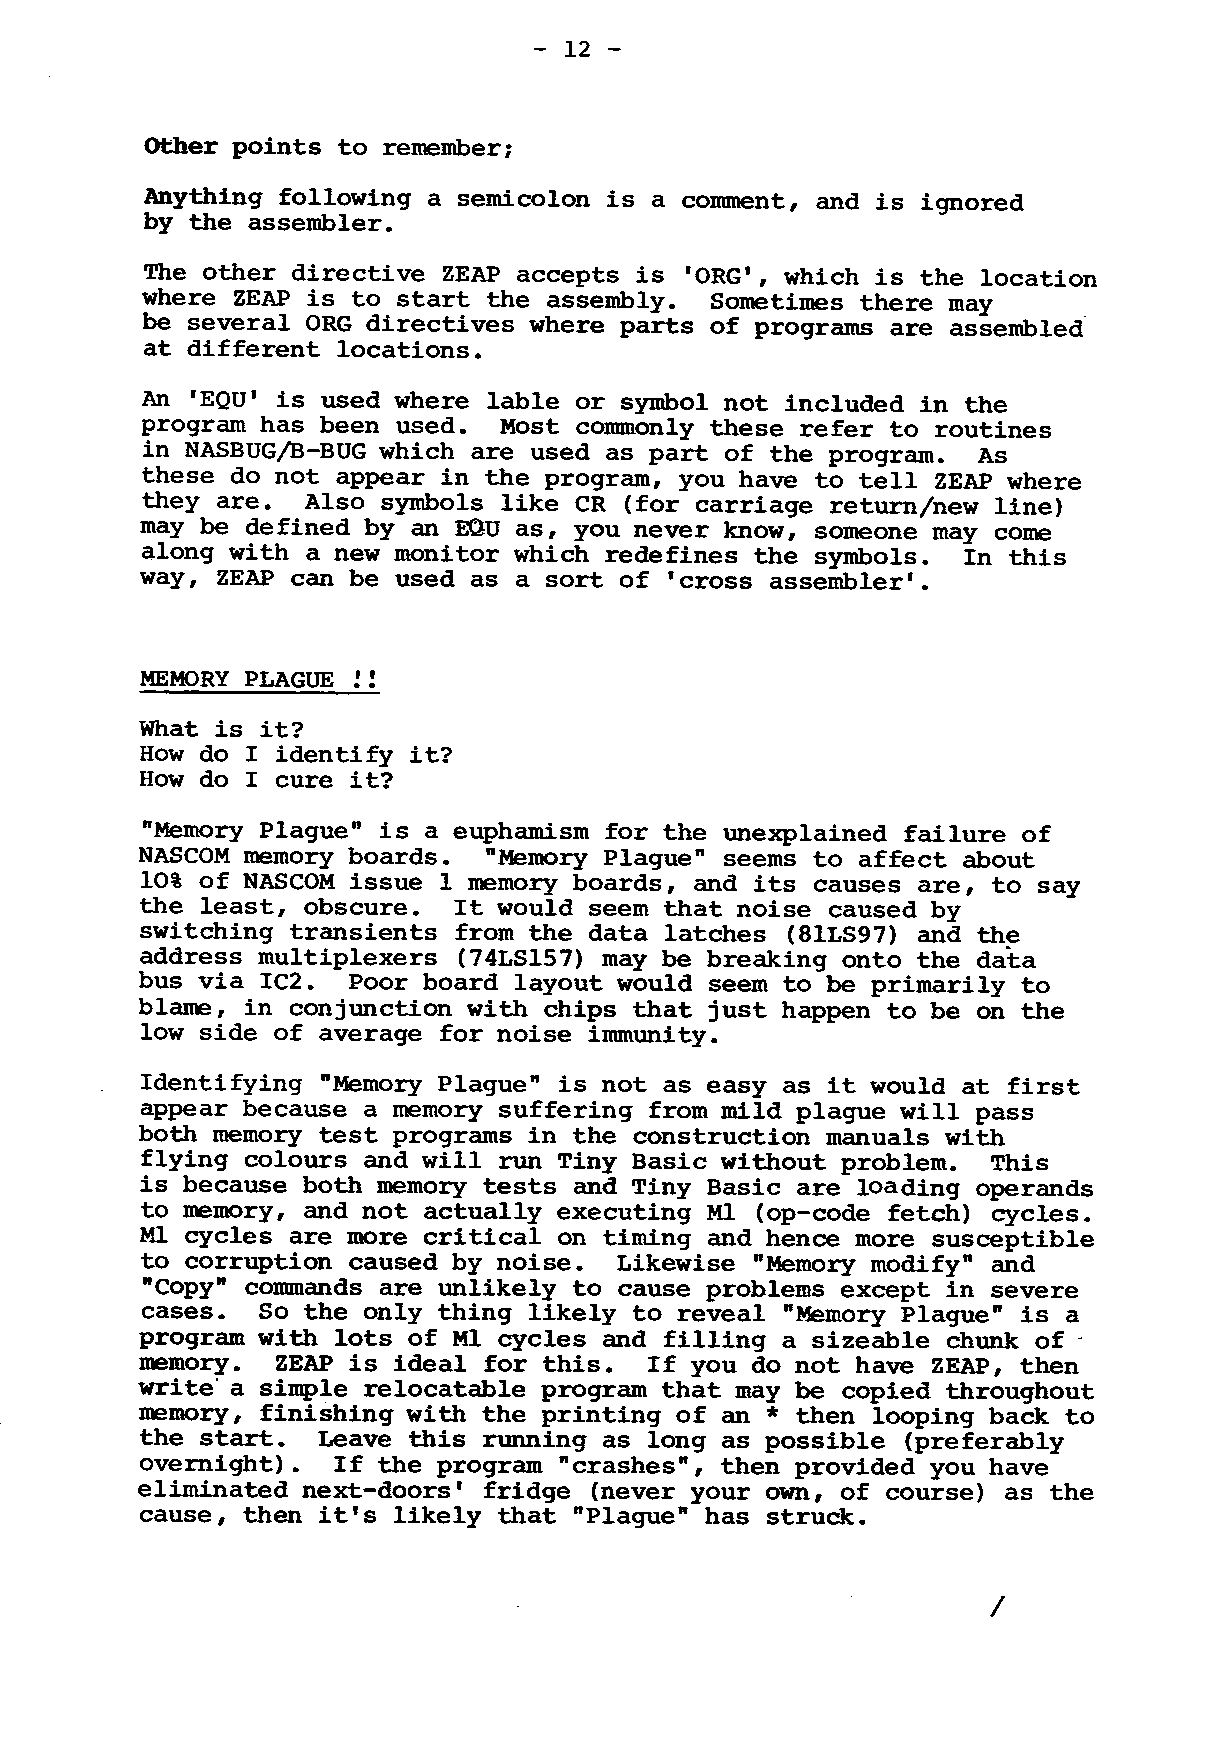 - 12 -
Other points to remember;
Anything following a semicolon is a comment, and is ignored
by the assembler.
The other directive ZEAP accepts is 'ORG', which is the location
where ZEAP is to start the assembly. Sometimes there may
be several ORG directives where parts of programs are assembled
at different locations.
An 'EQU' is used where lable or symbol not included in the
program has been used. Most commonly these refer to routines
in NASBUG/B-BUG which are used as part of the program. As
these do not appear in the program, you have to tell ZEAP where
they are. Also symbols like CR (for carriage return/new line)
may be defined by an EQU as, you never know, someone may come
along with a new monitor which redefines the symbols. In this
way, ZEAP can be used as a sort of 'cross assembler'.
MEMORY PLAGUE !!
What is it?
How do I identify it?
How do I cure it?
"Memory Plague" is a euphamism for the unexplained failure of
NASCOM memory boards. "Memory Plague" seems to affect about
10% of NASCOM issue 1 memory boards, and its causes are, to say
the least, obscure. It would seem that noise caused by
switching transients from the data latches (81LS97) and the
address multiplexers (74LS157) may be breaking onto the data
bus via IC2. Poor board layout would seem to be primarily to
blame, in conjunction with chips that just happen to be on the
low side of average for noise immunity.
Identifying "Memory Plague" is not as easy as it would at first
appear because a memory suffering from mild plague will pass
both memory test programs in the construction manuals with
flying colours and will run Tiny Basic without problem. This
is because both memory tests and Tiny Basic are loading operands
to memory, and not actually executing M1 (op-code fetch) cycles.
M1 cycles are more critical on timing and hence more susceptible
to corruption caused by noise. Likewise "Memory modify" and
"Copy" commands are unlikely to cause problems except in severe
cases. So the only thing likely to reveal "Memory Plague" is a
program with lots of M1 cycles and filling a sizeable chunk of
memory. ZEAP is ideal for this. If you do not have ZEAP, then
write a simple relocatable program that may be copied throughout
memory, finishing with the printing of an * then looping back to
the start. Leave this running as long as possible (preferably
overnight). If the program "crashes", then provided you have
eliminated next-doors' fridge (never your own, of course) as the
cause, then it's likely that "Plague" has struck.
/